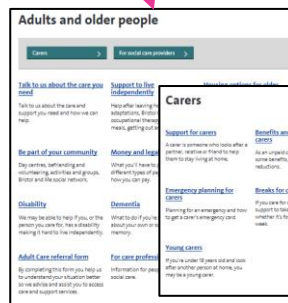 Adults and older people
Carers
For social care providers
Talk to us about the care you
need
Talk to us about the care and
support you need and how we can
help.
Support to live
independently
Help after leaving
adaptations, Bristol
occupational
meals, getting out
Be part of your community
Day centres, befriending and
volunteering, activities and groups,
Bristol and Me social network.
Money and
What you'll have to
different types of
how you can pay.
Disability
We may be able to help if you, or the
person you care for, has a disability
making it hard to live independently.
Dementia
What to do if you're
about your own or
memory.
Adult Care referral form
By completing this form you help us
to understand your situation better
so we advise and assist you to access
care and support services.
For care
Information for
social care.
Carers
Support for carers
A carer is someone who looks after a
partner, relative or friend to help
them to stay living at home.
Benefits
carers
As an unpaid
some benefits,
reductions.
Emergency planning for
carers
Planning for an emergency and how
to get a carer's emergency card
Breaks for
If you care for
support to take
whether it's for
week.
Young carers
If you're under 18 years old and look
after another person at home, you
may be a young carer.